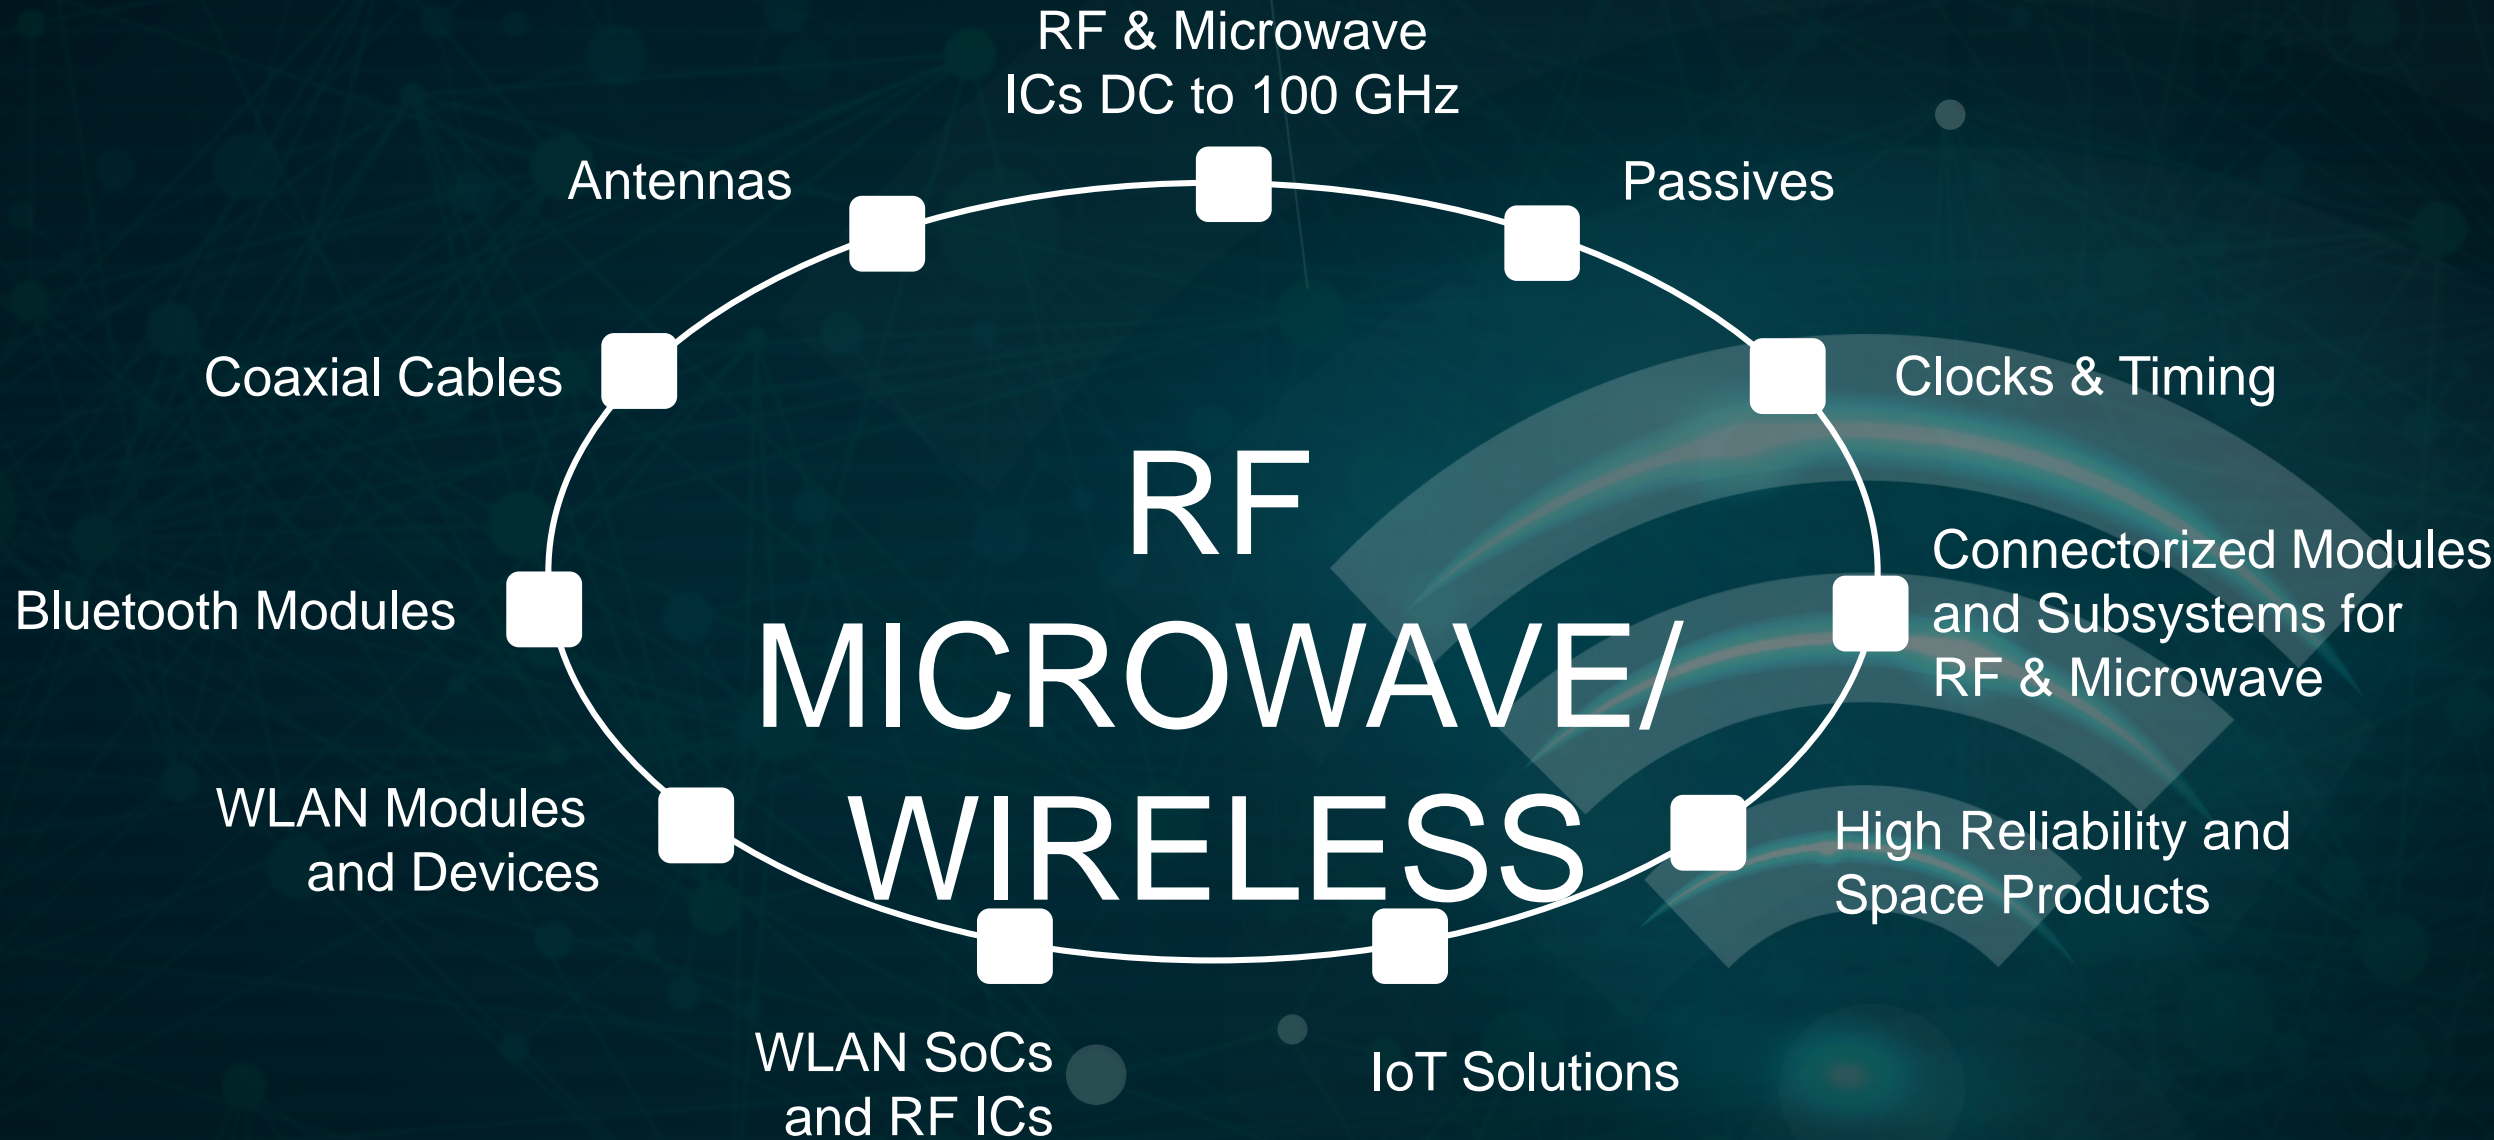 RF & Microwave
ICs DC to 100 GHz
Antennas
Passives
Coaxial Cables
Clocks & Timing
RF
MICROWAVE/
WIRELESS
Connectorized Modules
and Subsystems for
RF & Microwave
Bluetooth Modules
WLAN Modules
and Devices
High Reliability and
Space Products
WLAN SoCs
and RF ICs
IoT Solutions